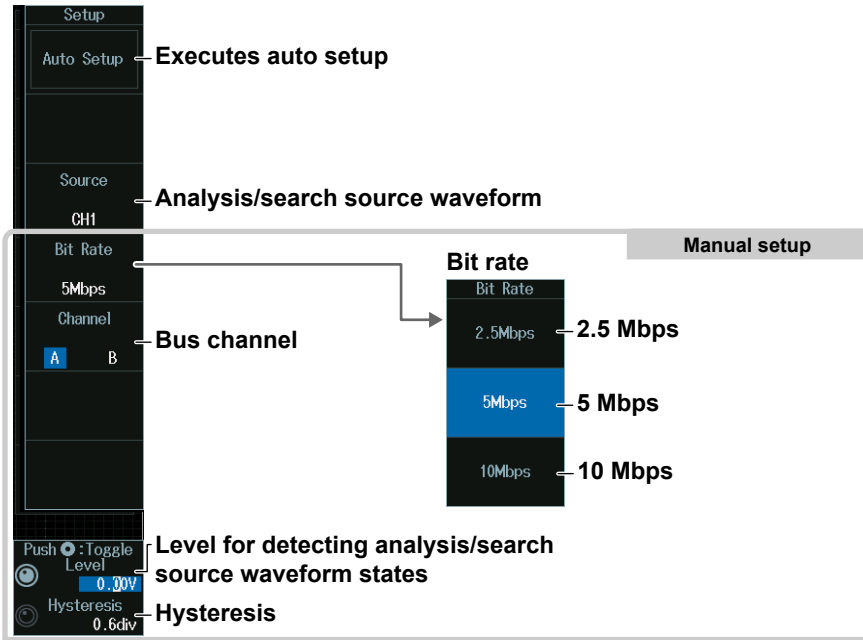 Setup
Auto Setup
Executes auto setup
Source
CH1
Analysis/search source waveform
Manual setup
Bit Rate
5Mbps
Bit rate
Bit Rate
2.5Mbps
2.5 Mbps
5Mbps
5 Mbps
10Mbps
10 Mbps
Channel
A B
Bus channel
Push :Toggle
Level
0.00V
Level for detecting analysis/search
source waveform states
Hysteresis
0.6div
Hysteresis